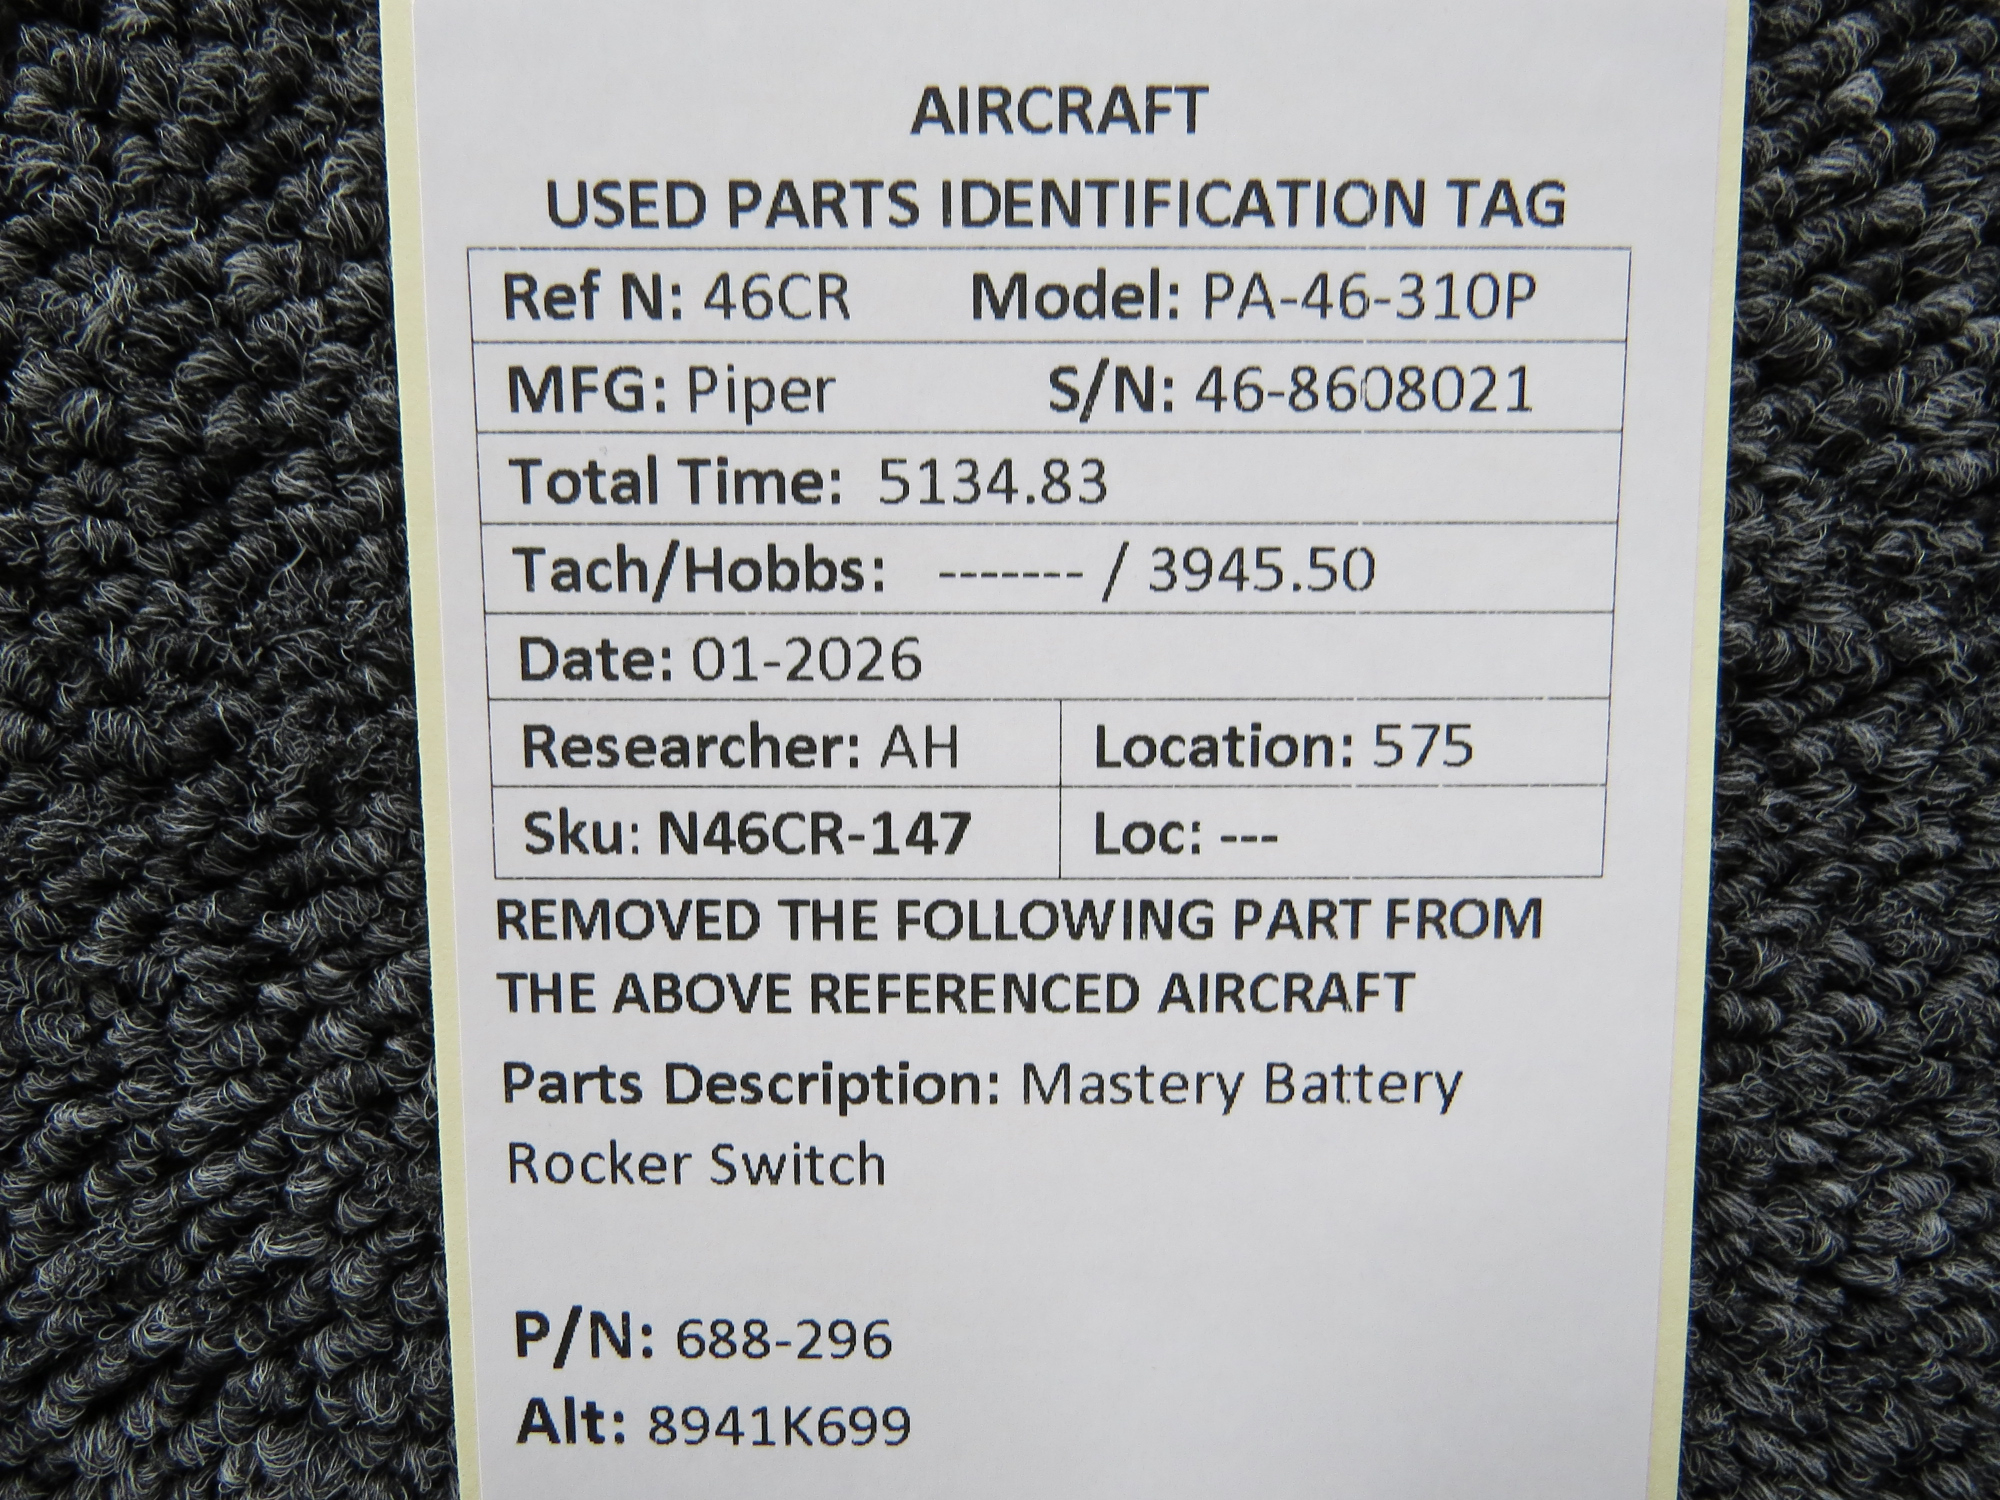 AIRCRAFT
USED PARTS IDENTIFICATION TAG
Ref N: 46CR Model: PA-46-310P
MFG: Piper S/N: 46-8608021
Total Time: 5134.83
Tach/Hobbs: ------- / 3945.50
Date: 01-2026
Researcher: AH Location: 575
Sku: N46CR-147 Loc: ---
REMOVED THE FOLLOWING PART FROM
THE ABOVE REFERENCED AIRCRAFT
Parts Description: Mastery Battery
Rocker Switch
P/N: 688-296
Alt: 8941K699